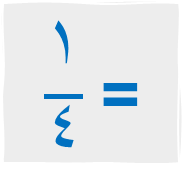 ١
٤ =